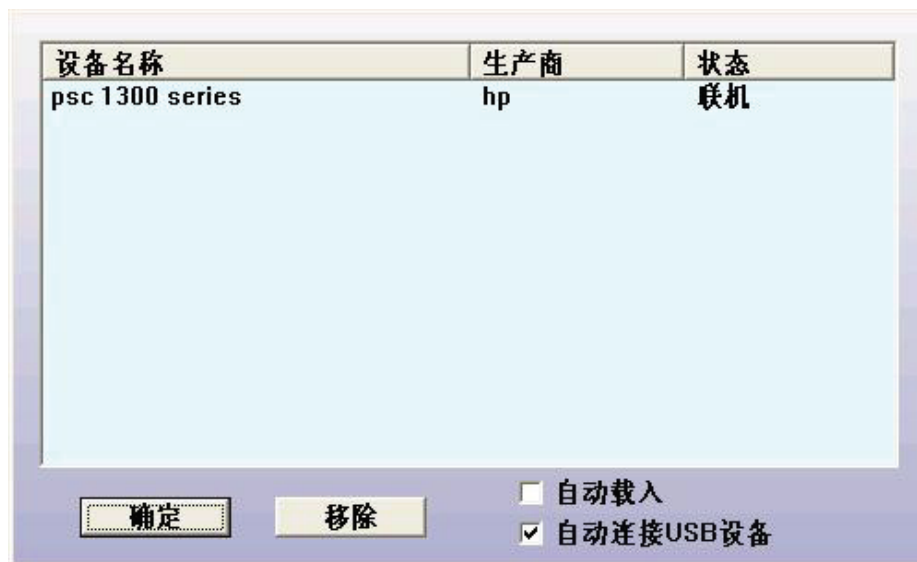 设备名称 生产商 状态
psc 1300 series hp 联机
自动载入
确定 移除
自动连接USB设备